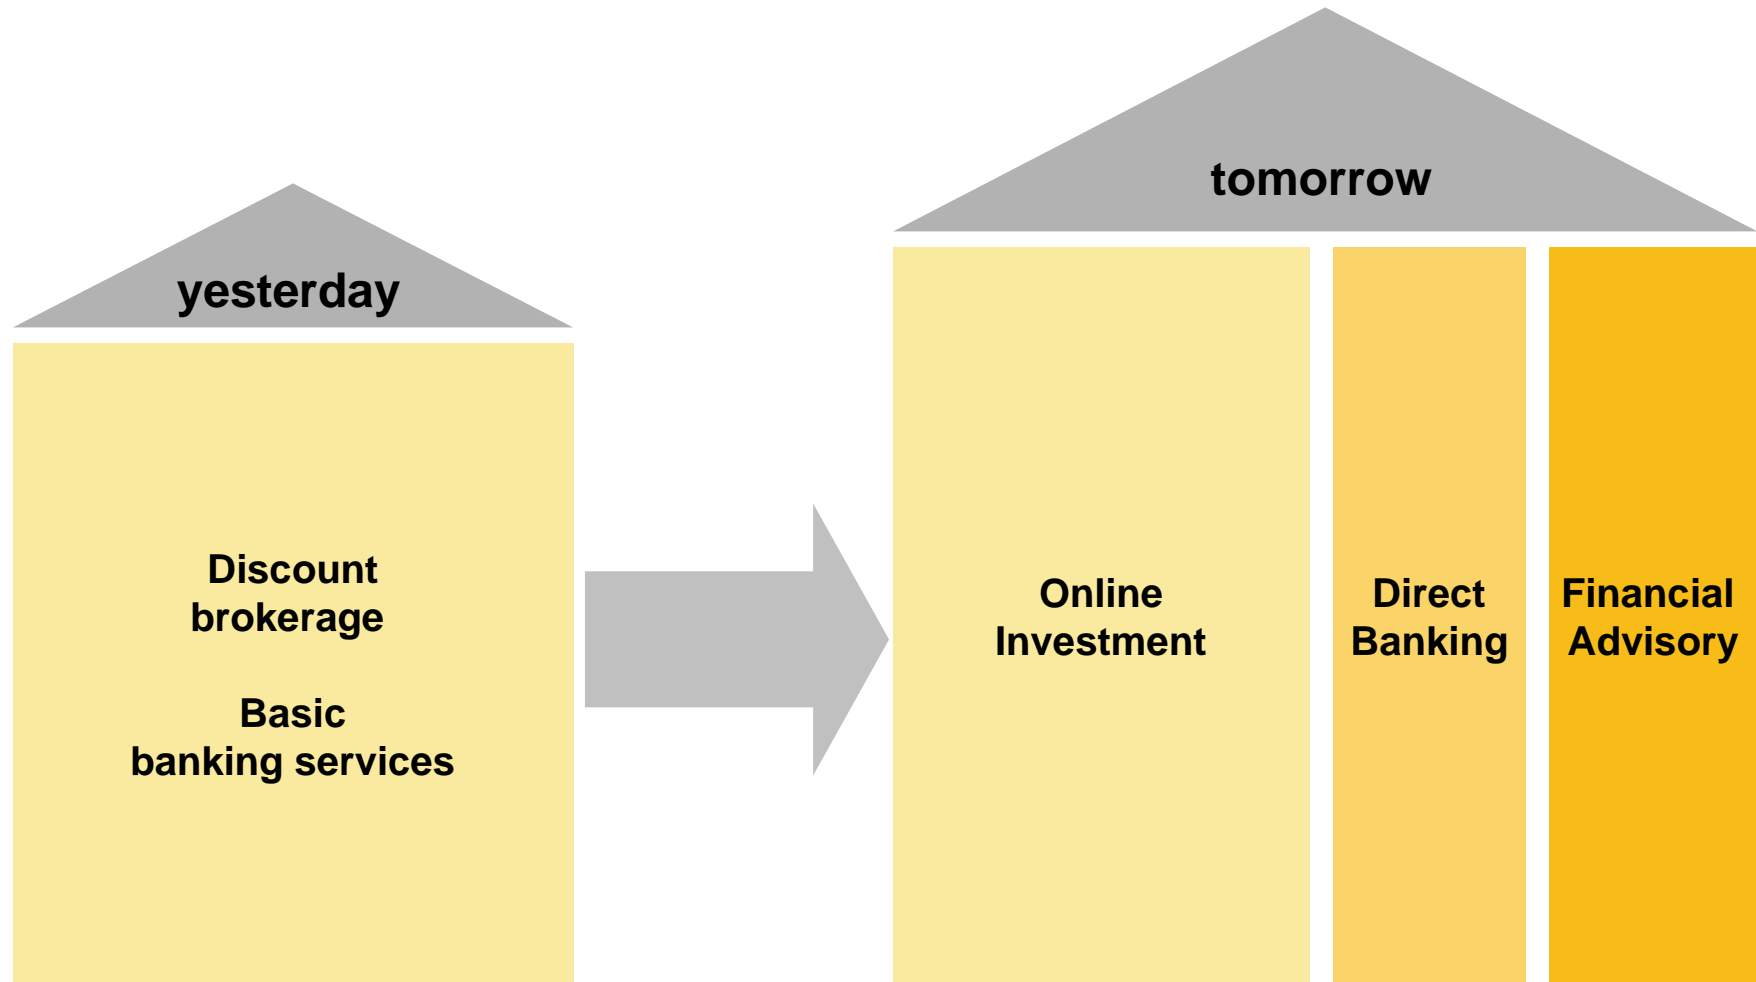 yesterday
Discount
brokerage
Basic
banking services
tomorrow
Online
Investment
Direct
Banking
Financial
Advisory